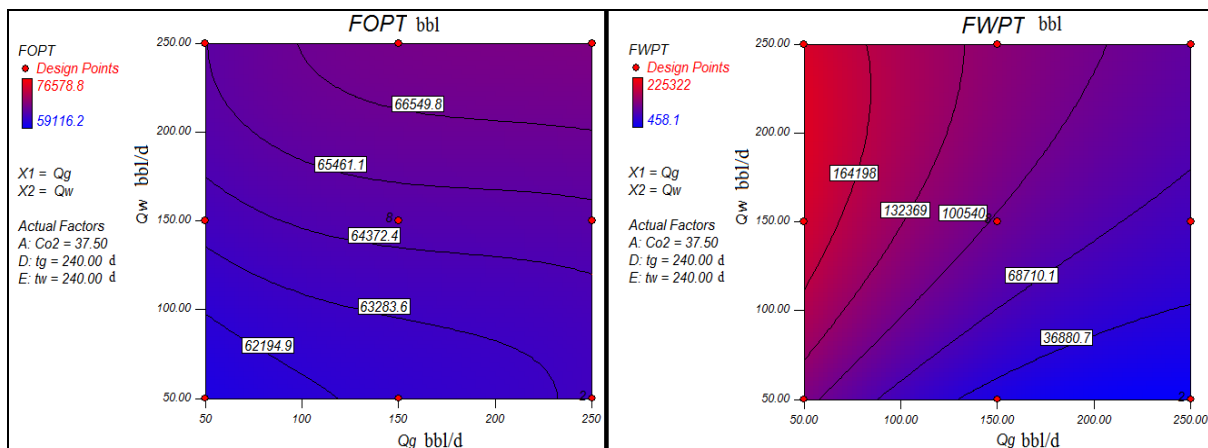 FOPT bbl
FOPT
Design Points
76578.8
59116.2
X1 = Qg
X2 = Qw
Actual Factors
A: Co2 = 37.50
D: tg = 240.00 d
E: tw = 240.00 d
Qw bbl/d
250.00
200.00
150.00
100.00
50.00
66549.8
65461.1
8
64372.4
63283.6
62194.9
2
50
100
150
200
250
Qg bbl/d
FWPT bbl
FWPT
Design Points
225322
458.1
X1 = Qg
X2 = Qw
Actual Factors
A: Co2 = 37.50
D: tg = 240.00 d
E: tw = 240.00 d
Qw bbl/d
250.00
200.00
150.00
100.00
50.00
164198
132369
100540
68710.1
36880.7
2
50.00
100.00
150.00
200.00
250.00
Qg bbl/d